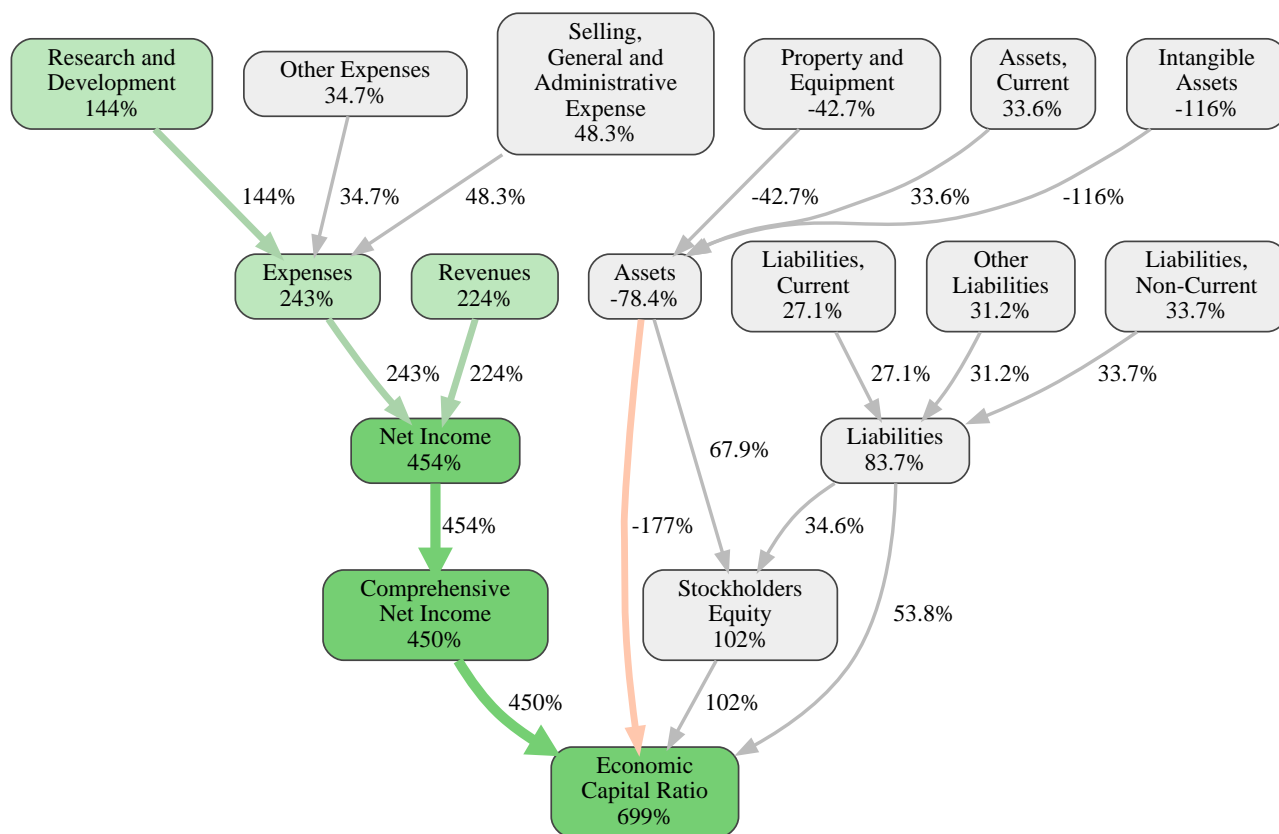 Research and
Development
144%
Other Expenses
34.7%
Selling,
General and
Administrative
Expense
48.3%
Property and
Equipment
-42.7%
Assets,
Current
33.6%
Intangible
Assets
-116%
144%
34.7%
48.3%
-42.7%
33.6%
-116%
Expenses
243%
Revenues
224%
Assets
-78.4%
Liabilities,
Current
27.1%
Other
Liabilities
31.2%
Liabilities,
Non-Current
33.7%
243%
224%
27.1%
31.2%
33.7%
Net Income
454%
67.9%
Liabilities
83.7%
454%
-177%
34.6%
Comprehensive
Net Income
450%
Stockholders
Equity
102%
53.8%
450%
102%
Economic
Capital Ratio
699%